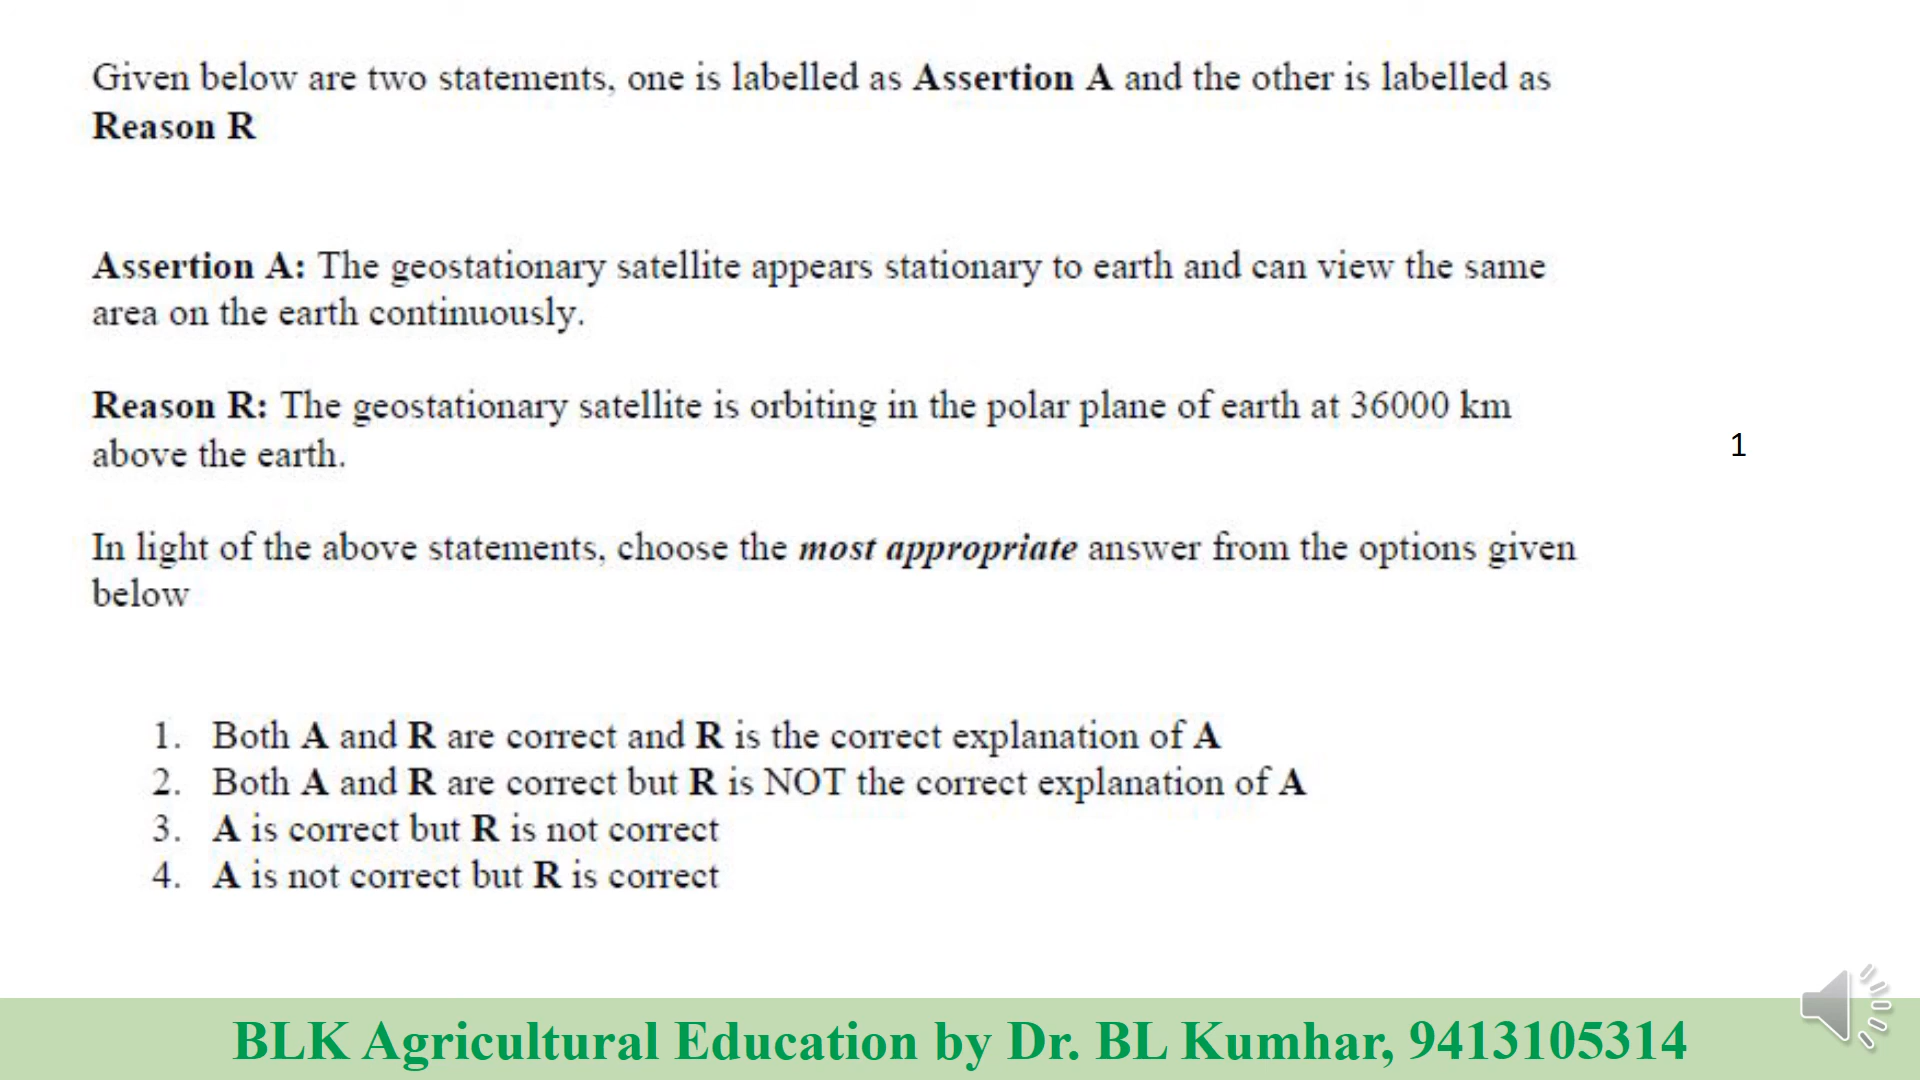 Given below are two statements, one is labelled as Assertion A and the other is labelled as
Reason R
Assertion A: The geostationary satellite appears stationary to earth and can view the same
area on the earth continuously.
Reason R: The geostationary satellite is orbiting in the polar plane of earth at 36000 km
above the earth.
1
In light of the above statements, choose the most appropriate answer from the options given
below
1. Both A and R are correct and R is the correct explanation of A
2. Both A and R are correct but R is NOT the correct explanation of A
3. A is correct but R is not correct
4. A is not correct but R is correct
BLK Agricultural Education by Dr. BL Kumhar, 9413105314